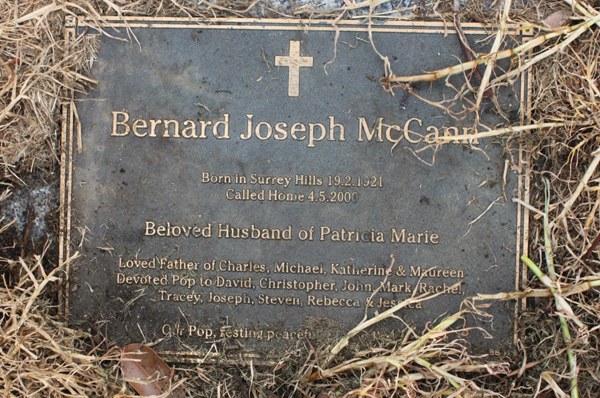 Bernard Joseph McCann
Born in Surrey Hills 19.2.1921
Called Home 4.5.2000
Beloved Husband of Patricia Marie
Loved Father of Charles, Michael, Katherine & Maureen
Devoted Pop to David, Christopher, John, Mark, Rachel,
Tracey, Joseph, Steven, Rebecca & Jessica
Our Pop, resting peacefully